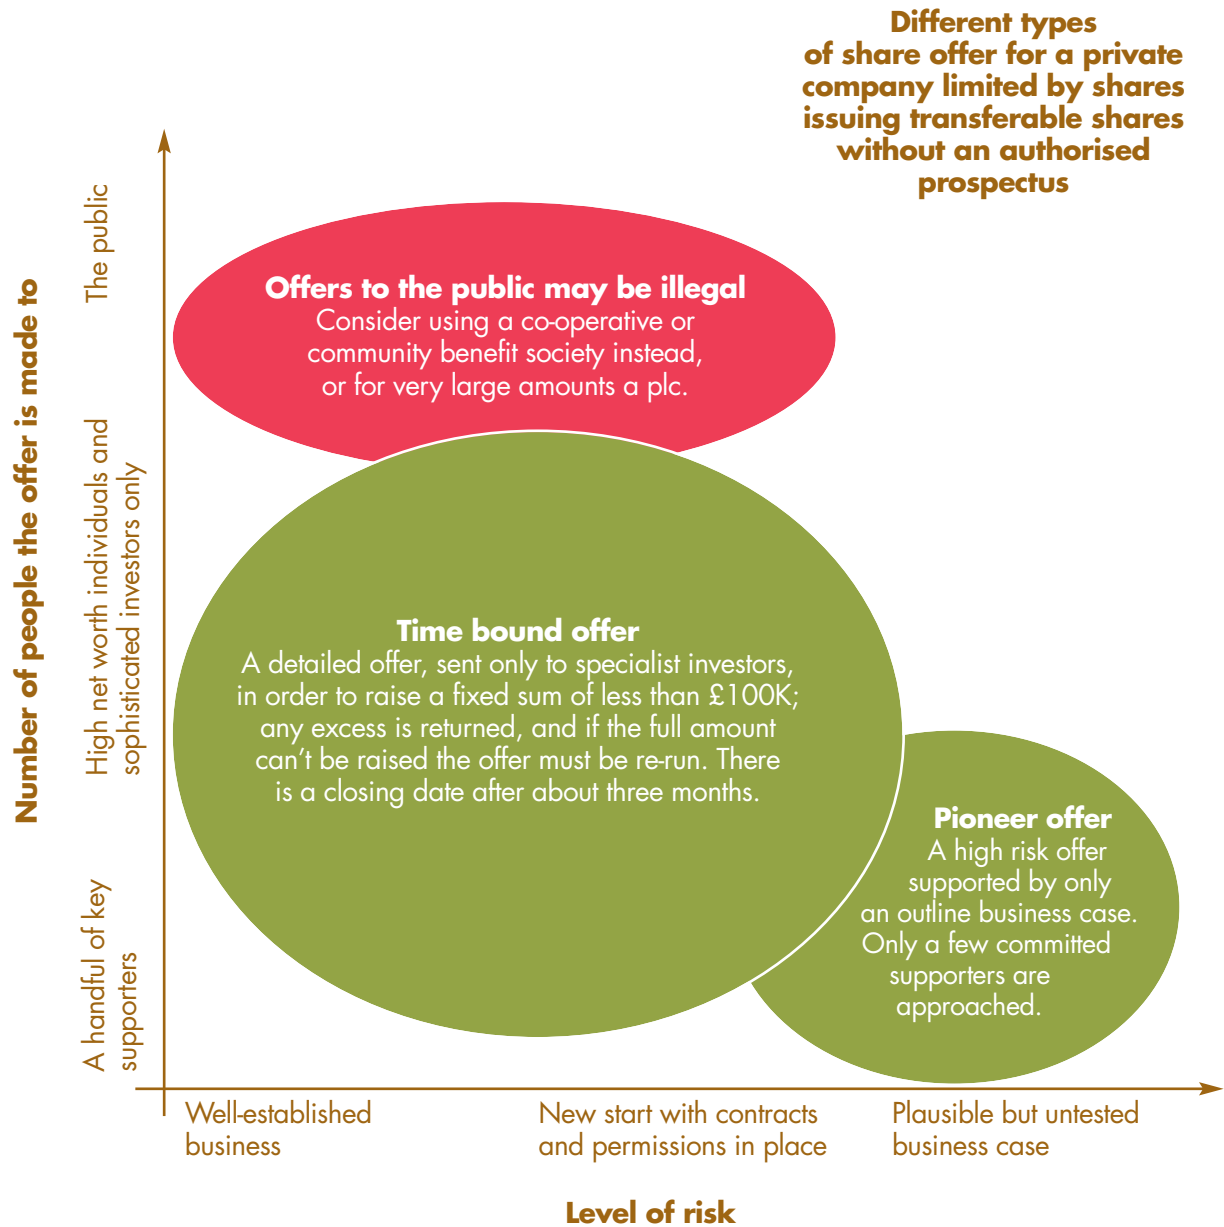 Different types
of share offer for a private
company limited by shares
issuing transferable shares
without an authorised
prospectus
Number of people the offer is made to
The public
High net worth individuals and
sophisticated investors only
A handful of key
supporters
Offers to the public may be illegal
Consider using a co-operative or
community benefit society instead,
or for very large amounts a plc.
Time bound offer
A detailed offer, sent only to specialist investors,
in order to raise a fixed sum of less than £100K;
any excess is returned, and if the full amount
can’t be raised the offer must be re-run. There
is a closing date after about three months.
Pioneer offer
A high risk offer
supported by only
an outline business case.
Only a few committed
supporters are
approached.
Well-established
business
New start with contracts
and permissions in place
Plausible but untested
business case
Level of risk